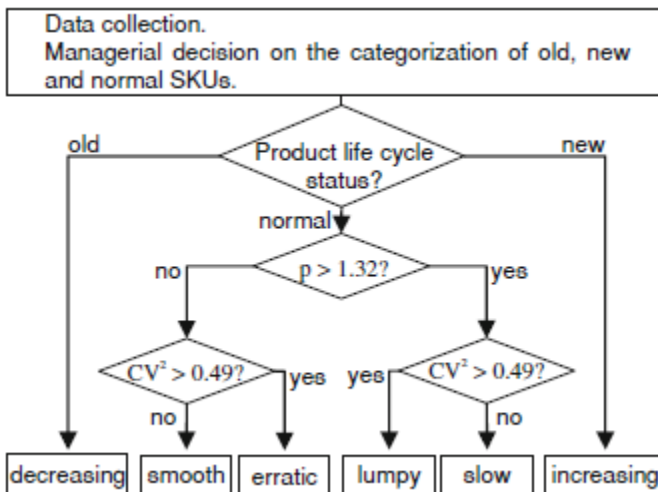 Data collection.
Managerial decision on the categorization of old, new
and normal SKUs.
old
Product life cycle
status?
new
normal
no
p > 1.32?
yes
CV² > 0.49?
yes
yes
CV² > 0.49?
no
no
decreasing
smooth
erratic
lumpy
slow
increasing